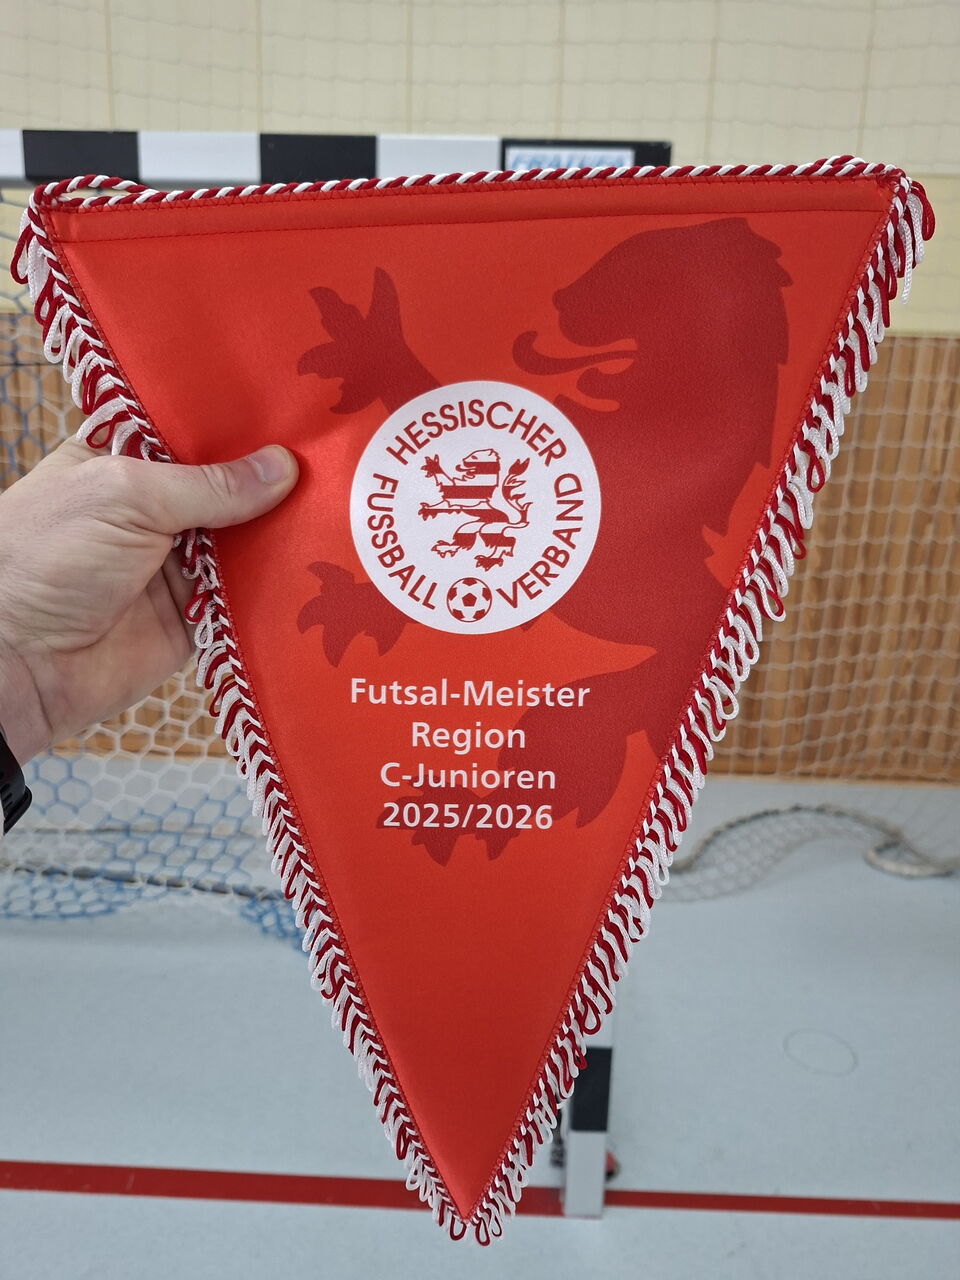 HESSISCHER
FUSSBALL VERBAND
Futsal-Meister
Region
C-Junioren
2025/2026